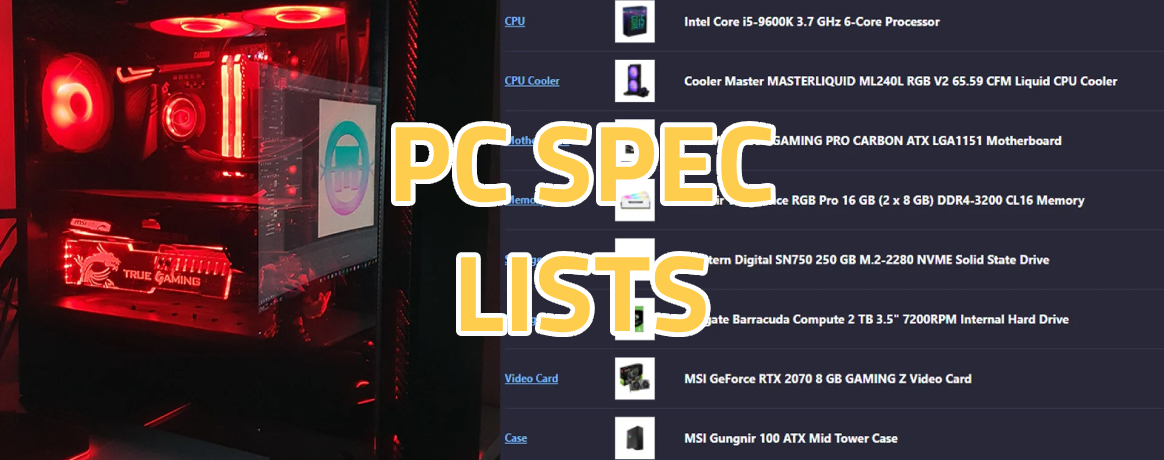 CPU
Intel Core i5-9600K 3.7 GHz 6-Core Processor
CPU Cooler
Cooler Master MASTERLIQUID ML240L RGB V2 65.59 CFM Liquid CPU Cooler
GAMING PRO CARBON ATX LGA1151 Motherboard
PC SPEC
LISTS
RGB Pro 16 GB (2 x 8 GB) DDR4-3200 CL16 Memory
Digital SN750 250 GB M.2-2280 NVME Solid State Drive
Barracuda Compute 2 TB 3.5" 7200RPM Internal Hard Drive
Video Card
MSI GeForce RTX 2070 8 GB GAMING Z Video Card
Case
MSI Gungnir 100 ATX Mid Tower Case
TRUE GAMING